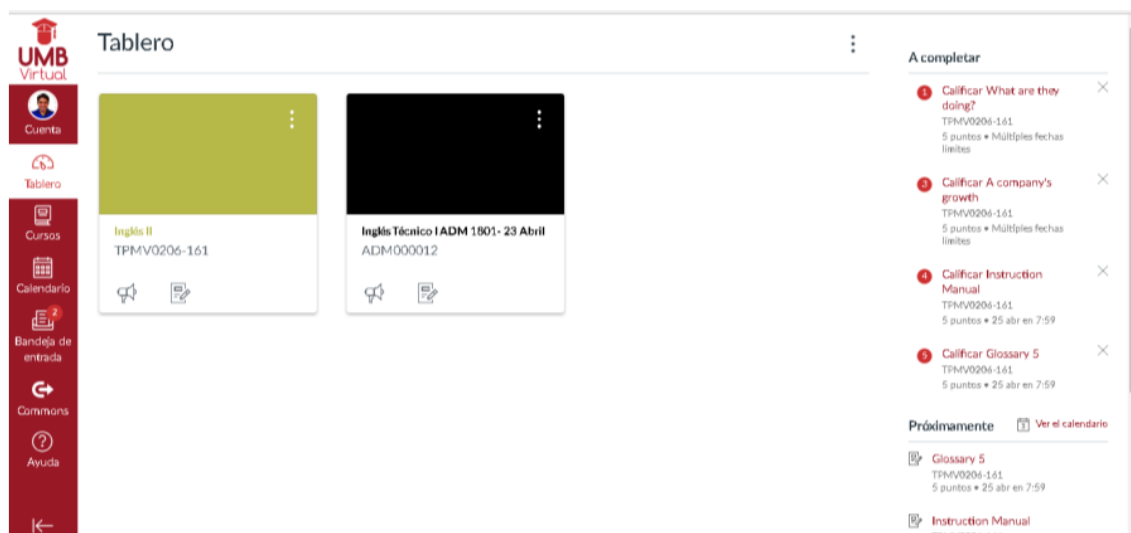 UMB
Virtual
Cuenta
Tablero
Cursos
Calendario
2
Bandeja de
entrada
Commons
Ayuda
Tablero
Inglés II
TPMV0206-161
Inglés Técnico I ADM 1801- 23 Abril
ADM000012
A completar
1 Calificar What are they
doing?
TPMV0206-161
5 puntos • Múltiples fechas
límites
3 Calificar A company's
growth
TPMV0206-161
5 puntos • Múltiples fechas
límites
4 Calificar Instruction
Manual
TPMV0206-161
5 puntos • 25 abr en 7:59
5 Calificar Glossary 5
TPMV0206-161
5 puntos • 25 abr en 7:59
Próximamente
Ver el calendario
Glossary 5
TPMV0206-161
5 puntos • 25 abr en 7:59
Instruction Manual